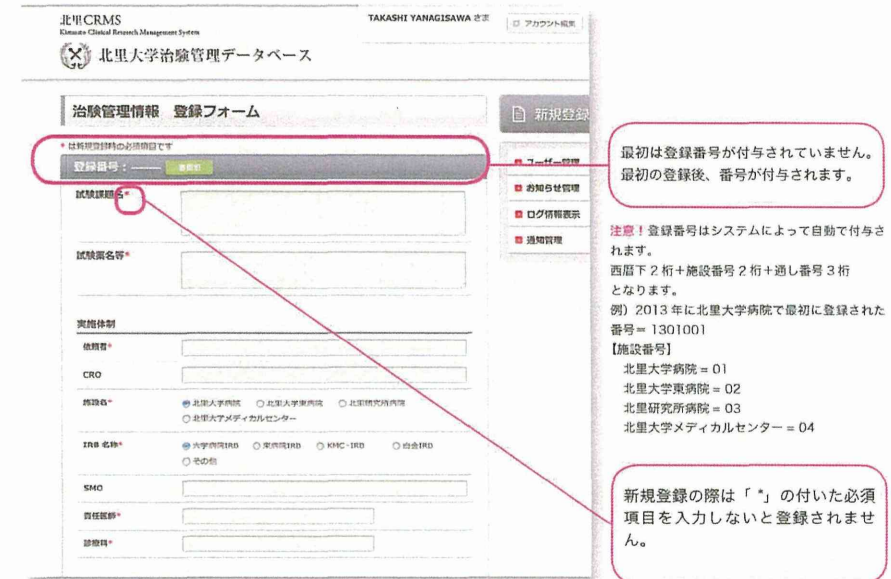 北里CRMS
Kitasato Clinical Research Management System
TAKASHI YANAGISAWA さま
アカウント編集
北里大学治験管理データベース
治験管理情報 登録フォーム
新規登録
* は新規登録時の必須項目です
登録番号：
ユーザー管理
お知らせ管理
ログ情報表示
通知管理
試験課題名*
試験薬名等*
実施体制
依頼者*
CRO
施設名*
北里大学病院 北里大学東病院 北里研究所病院
北里大学メディカルセンター
IRB 名称*
大学病院IRB 東病院IRB KMC-IRB 白金IRB
その他
SMO
責任医師*
診療科*
最初は登録番号が付与されていません。
最初の登録後、番号が付与されます。
注意！登録番号はシステムによって自動で付与さ
れます。
西暦下２桁＋施設番号２桁＋通し番号３桁
となります。
例）2013 年に北里大学病院で最初に登録された
番号= 1301001
【施設番号】
北里大学病院 = 01
北里大学東病院 = 02
北里研究所病院 = 03
北里大学メディカルセンター = 04
新規登録の際は「 *」の付いた必須
項目を入力しないと登録されませ
ん。